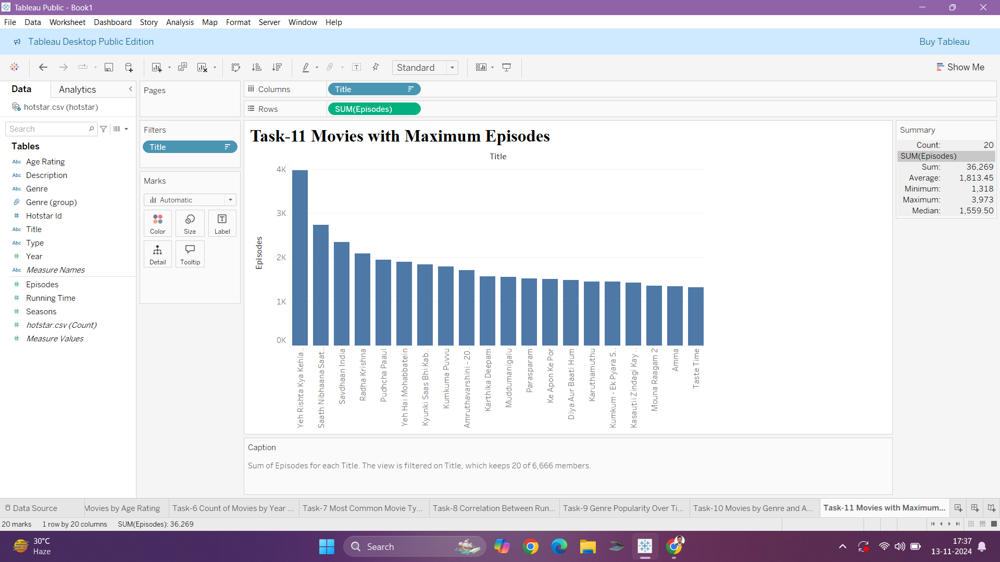 Tableau Public - Book1
File Data Worksheet Dashboard Story Analysis Map Format Server Window Help
Tableau Desktop Public Edition
Buy Tableau
Standard
Show Me
Data
Analytics
hotstar.csv (hotstar)
Search
Tables
Abc Age Rating
Abc Description
Abc Genre
Genre (group)
# Hotstar Id
Abc Title
Abc Type
# Year
Abc Measure Names
# Episodes
# Running Time
# Seasons
# hotstar.csv (Count)
# Measure Values
Pages
Filters
Title
Marks
Automatic
Color
Size
Label
Detail
Tooltip
Columns
Title
Rows
SUM(Episodes)
Task-11 Movies with Maximum Episodes
Title
Episodes
4K
3K
2K
1K
0K
Yeh Rishta Kya Kehla..
Saath Nibhaana Saat..
Savdhaan India
Radha Krishna
Pudhcha Paaul
Yeh Hai Mohabbatein
Kyunki Saas Bhi Kab..
Kumkuma Puvvu
Amruthavarshini - 20..
Karthika Deepam
Muddumanigalu
Parasparam
Ke Apon Ke Por
Diya Aur Baati Hum
Karuthamuthu
Kumkum - Ek Pyara S..
Kasautii Zindagi Kay ..
Mouna Raagam 2
Amma
Taste Time
Summary
Count: 20
SUM(Episodes)
Sum: 36,269
Average: 1,813.45
Minimum: 1,318
Maximum: 3,973
Median: 1,559.50
Caption
Sum of Episodes for each Title. The view is filtered on Title, which keeps 20 of 6,666 members.
Data Source
Movies by Age Rating
Task-6 Count of Movies by Year ...
Task-7 Most Common Movie Ty...
Task-8 Correlation Between Run...
Task-9 Genre Popularity Over Ti...
Task-10 Movies by Genre and A...
Task-11 Movies with Maximum...
20 marks 1 row by 20 columns SUM(Episodes): 36,269
30°C
Haze
Search
17:37
13-11-2024